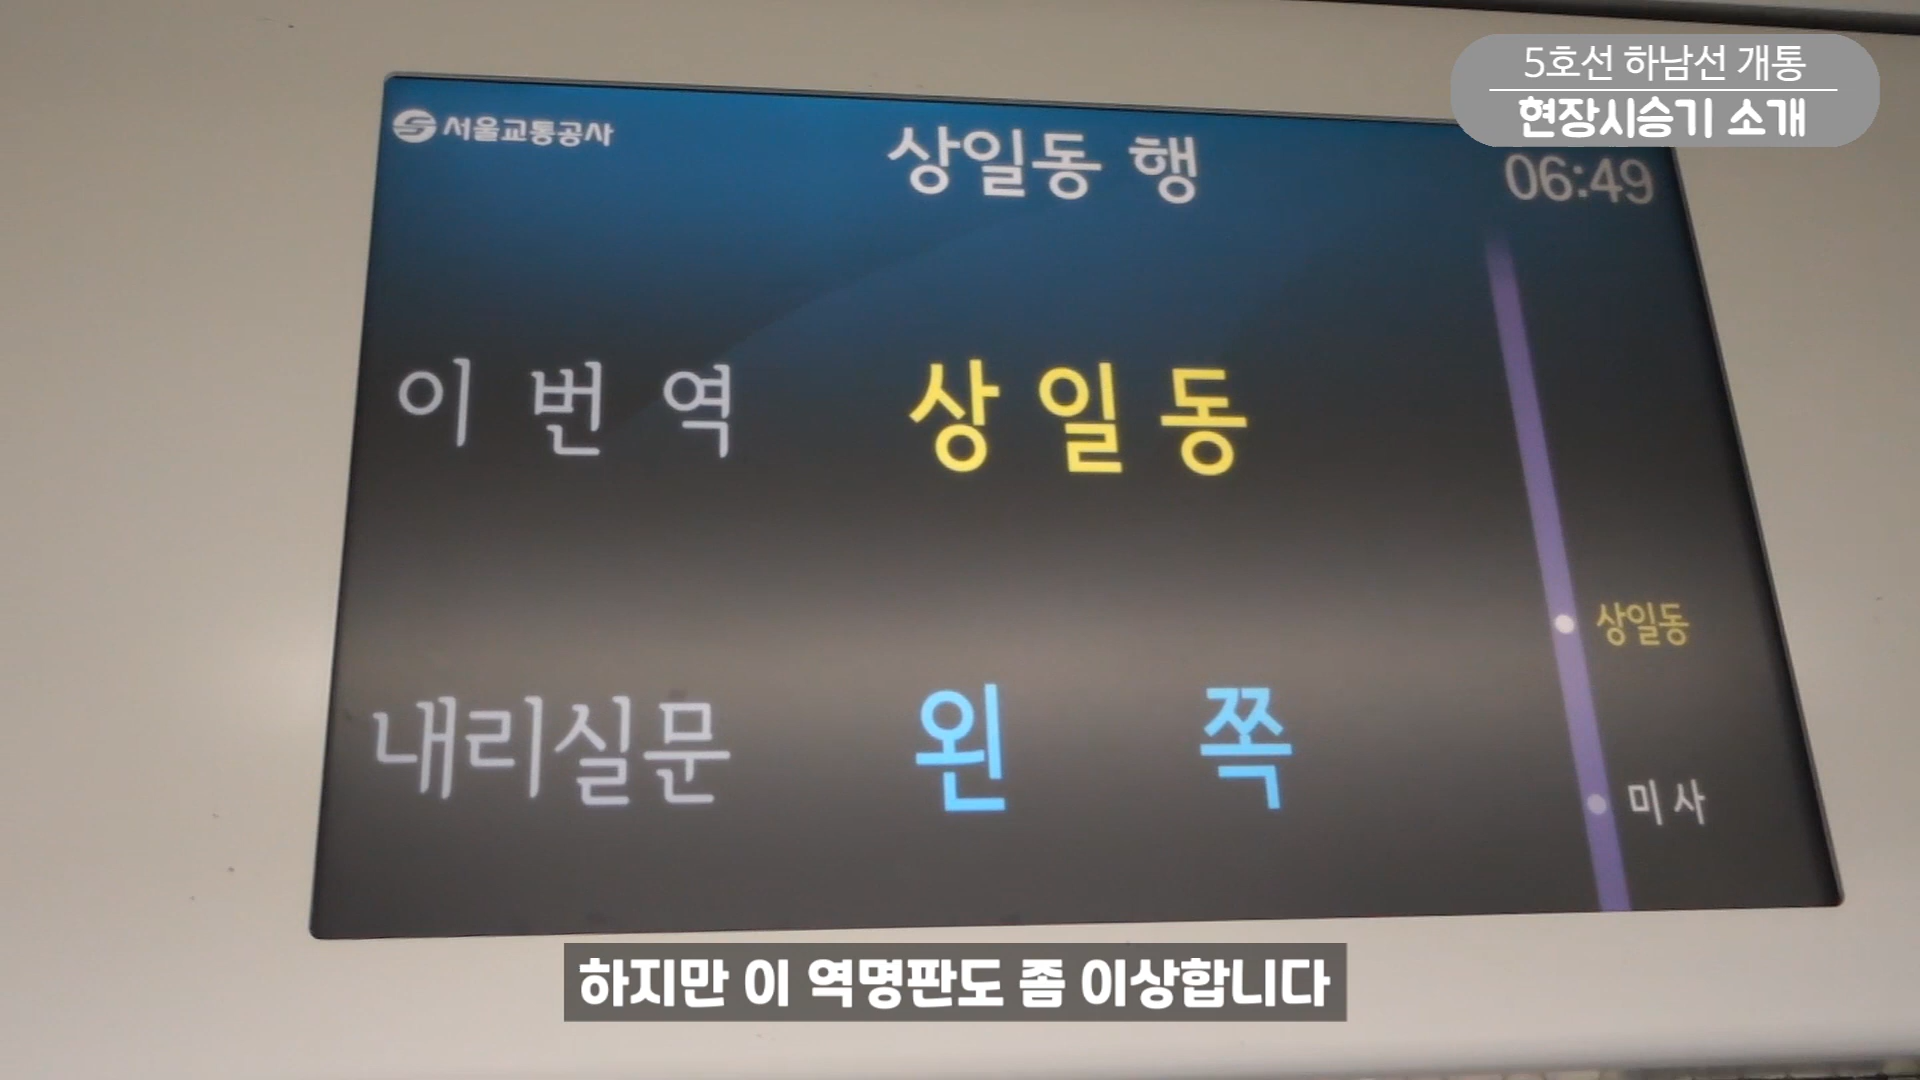 5호선 하남선 개통
현장시승기 소개
서울교통공사
상일동 행
06:49
이번역 상일동
내리실문 왼쪽
상일동
미사
하지만 이 역명판도 좀 이상합니다